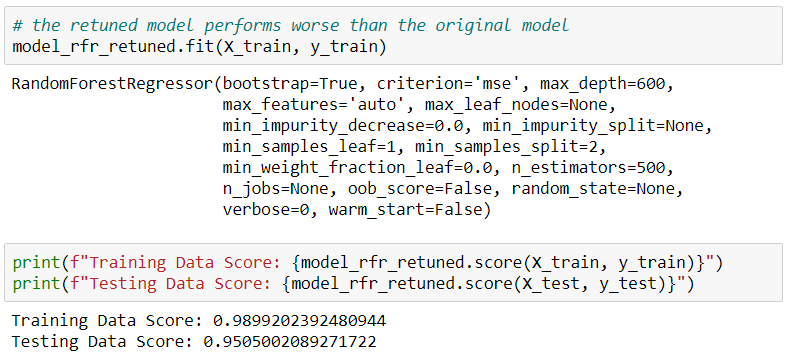 # the retuned model performs worse than the original model
model_rfr_retuned.fit(X_train, y_train)
RandomForestRegressor(bootstrap=True, criterion='mse', max_depth=600,
max_features='auto', max_leaf_nodes=None,
min_impurity_decrease=0.0, min_impurity_split=None,
min_samples_leaf=1, min_samples_split=2,
min_weight_fraction_leaf=0.0, n_estimators=500,
n_jobs=None, oob_score=False, random_state=None,
verbose=0, warm_start=False)
print(f"Training Data Score: {model_rfr_retuned.score(X_train, y_train)}")
print(f"Testing Data Score: {model_rfr_retuned.score(X_test, y_test)}")
Training Data Score: 0.9899202392480944
Testing Data Score: 0.9505002089271722